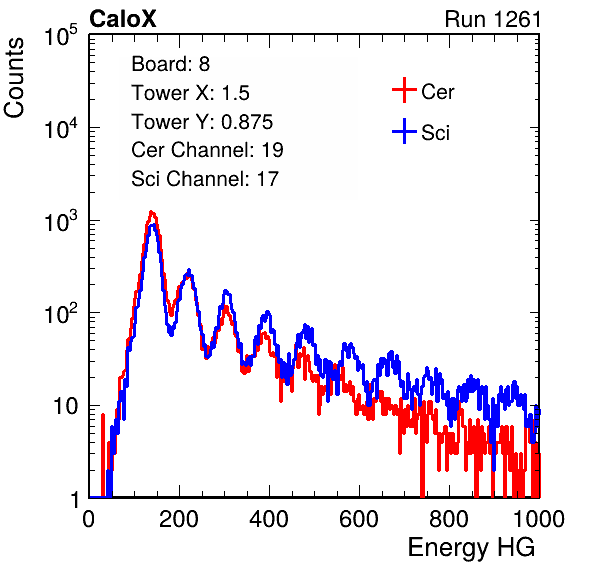 CaloX Run 1261
Counts
Board: 8
Tower X: 1.5
Tower Y: 0.875
Cer Channel: 19
Sci Channel: 17
Cer
Sci
10^5
10^4
10^3
10^2
10
1
0 200 400 600 800 1000
Energy HG